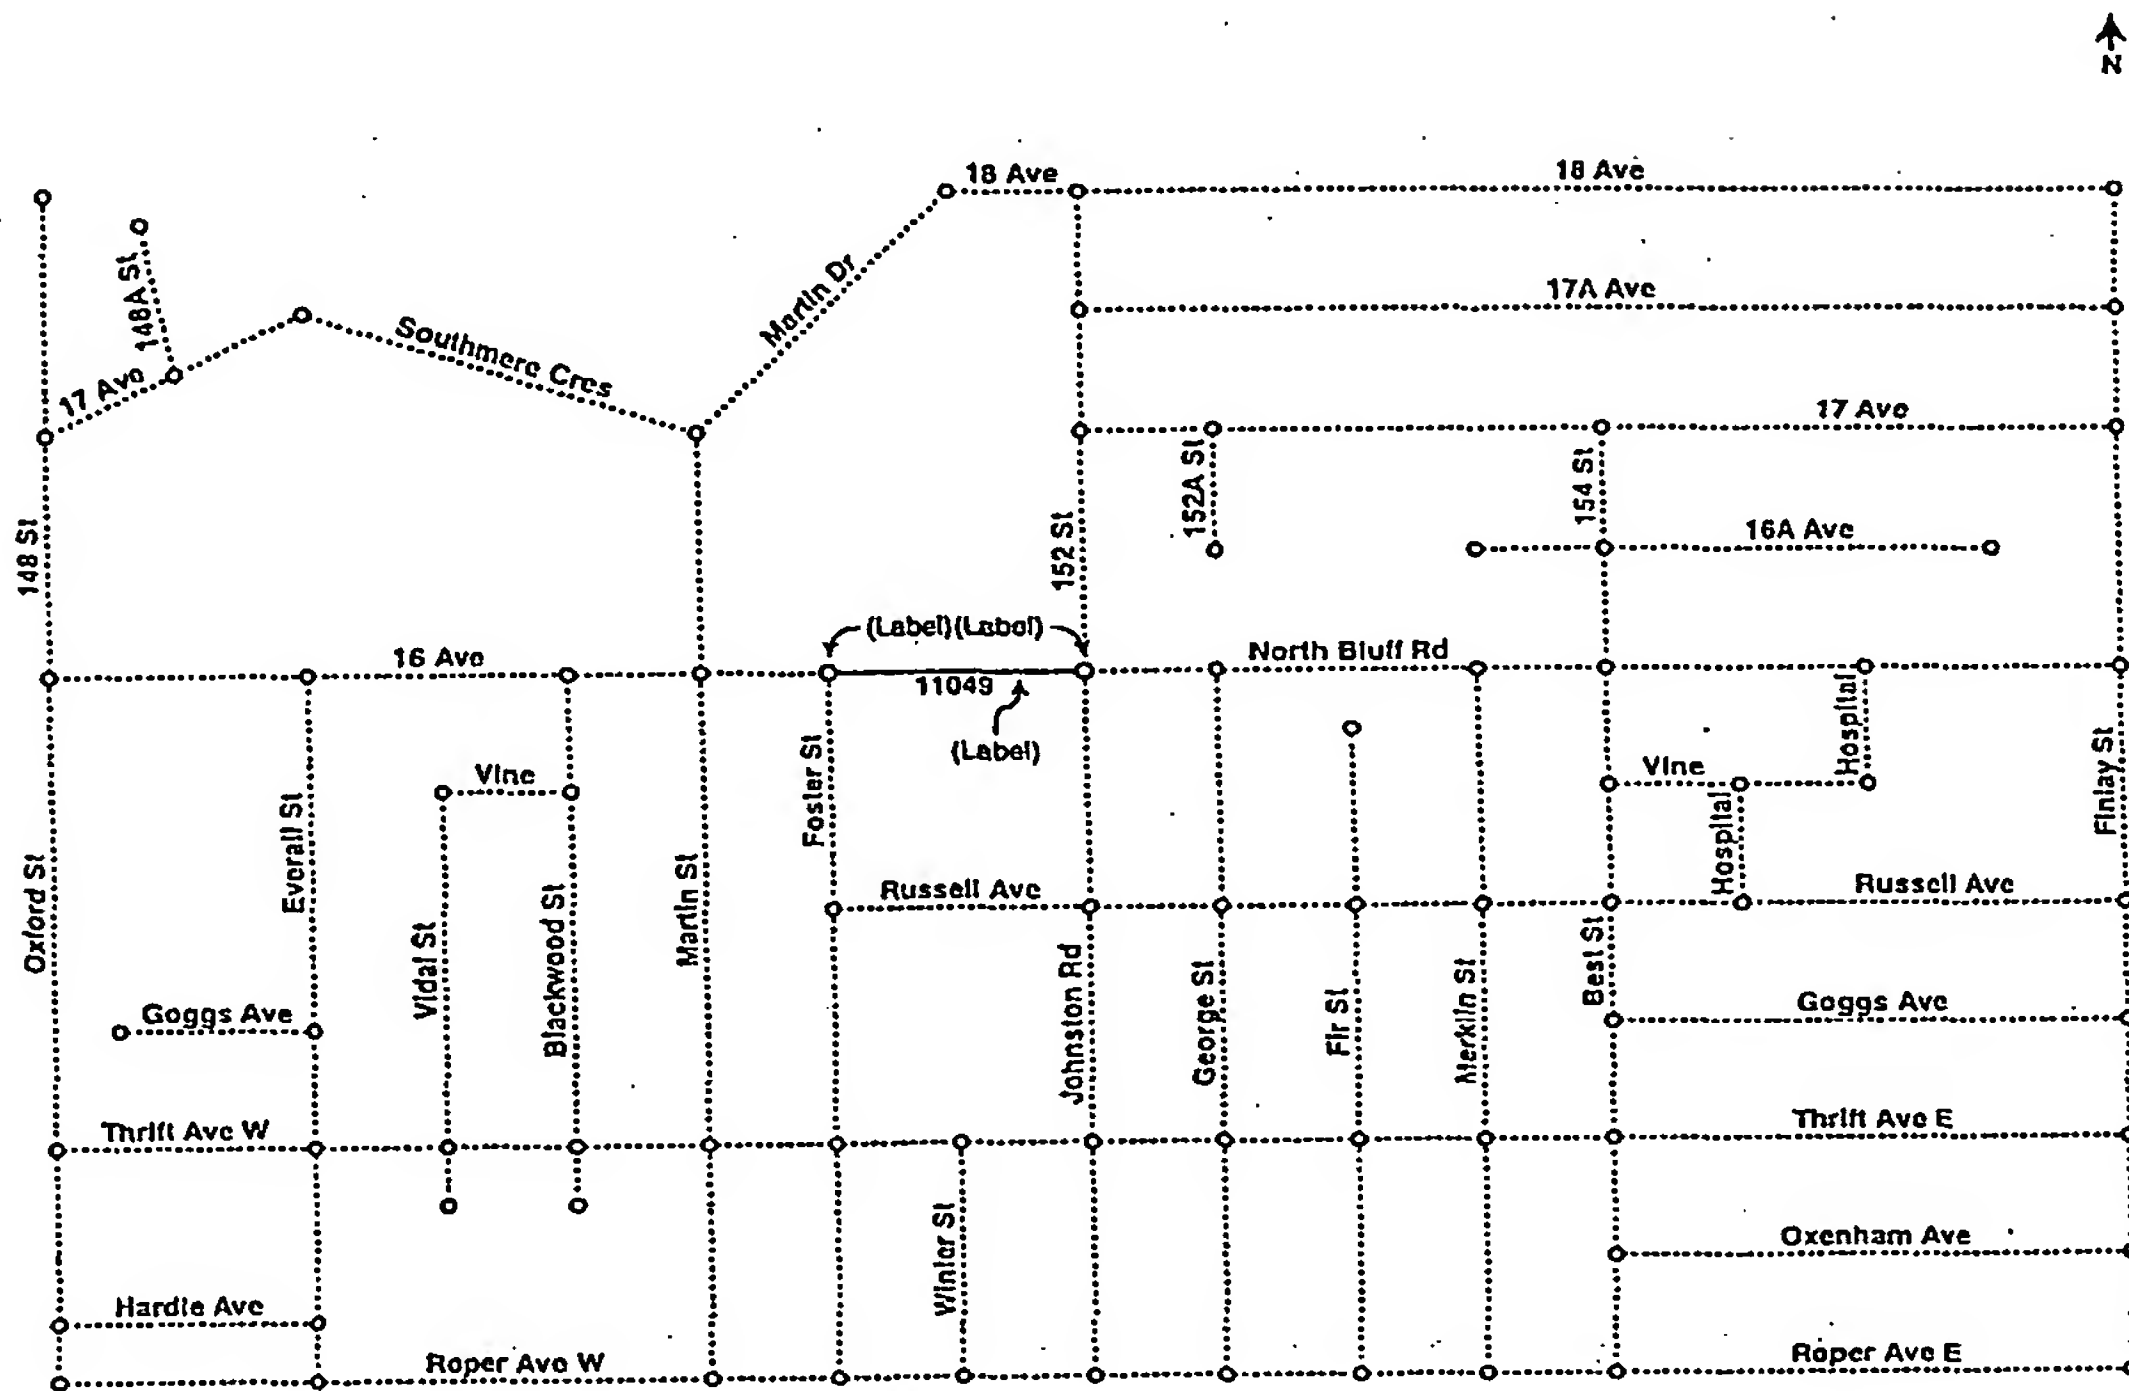 N
18 Ave
18 Ave
148A St
Martin Dr
17A Ave
Southmere Cres
17 Ave
17 Ave
152A St
154 St
148 St
152 St
16A Ave
(Label)(Label)
16 Ave
North Bluff Rd
11049
(Label)
Hospital
Vine
Vine
Foster St
Finlay St
Everall St
Hospital
Oxford St
Martin St
Russell Ave
Russell Ave
Vidal St
Blackwood St
Johnston Rd
George St
Fir St
Merklin St
Best St
Goggs Ave
Goggs Ave
Thrift Ave W
Thrift Ave E
Winter St
Oxenham Ave
Hardie Ave
Roper Ave W
Roper Ave E